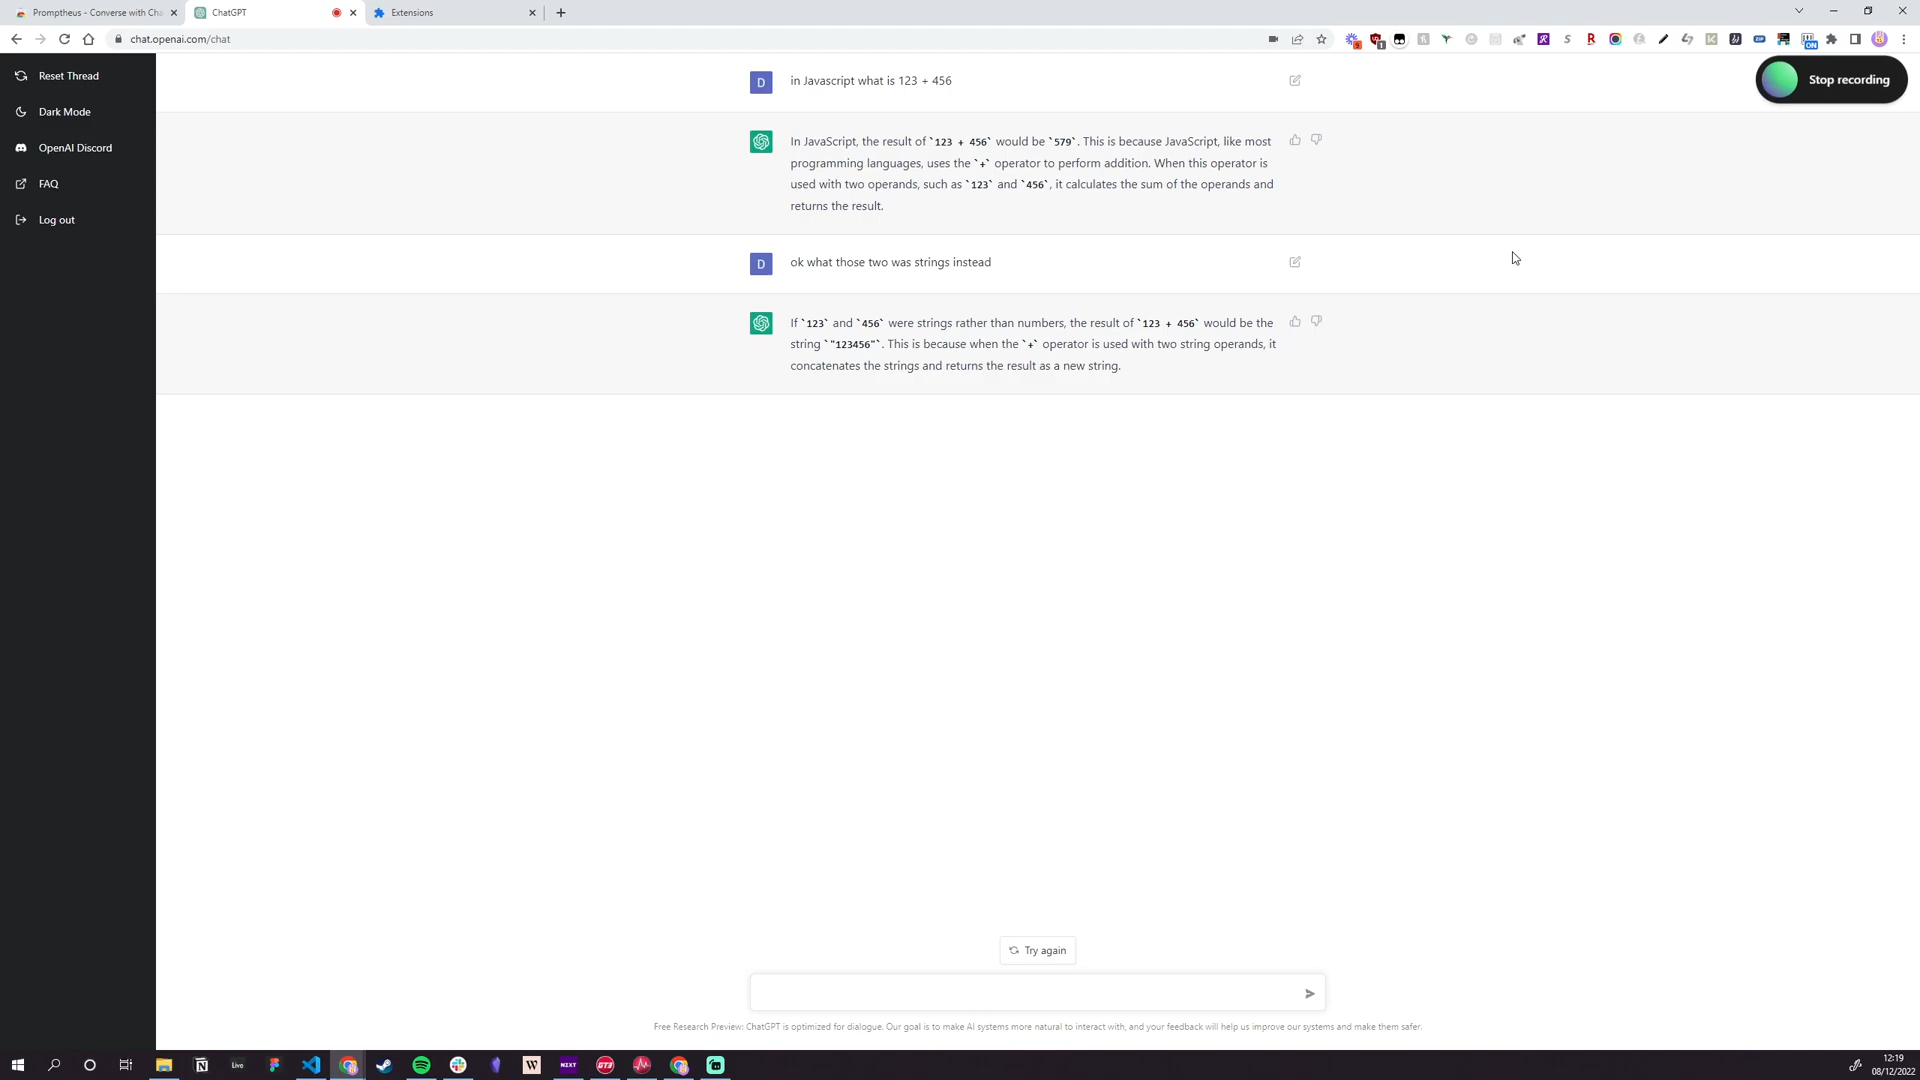 Promptheus - Converse with Cha
ChatGPT
Extensions
chat.openai.com/chat
9
1
ON
Reset Thread
Dark Mode
OpenAI Discord
FAQ
Log out
Stop recording
D
in Javascript what is 123 + 456
In JavaScript, the result of `123 + 456` would be `579`. This is because JavaScript, like most
programming languages, uses the `+` operator to perform addition. When this operator is
used with two operands, such as `123` and `456`, it calculates the sum of the operands and
returns the result.
D
ok what those two was strings instead
If `123` and `456` were strings rather than numbers, the result of `123 + 456` would be the
string `"123456"`. This is because when the `+` operator is used with two string operands, it
concatenates the strings and returns the result as a new string.
Try again
Free Research Preview: ChatGPT is optimized for dialogue. Our goal is to make AI systems more natural to interact with, and your feedback will help us improve our systems and make them safer.
Live
W
NZXT
12:19
08/12/2022